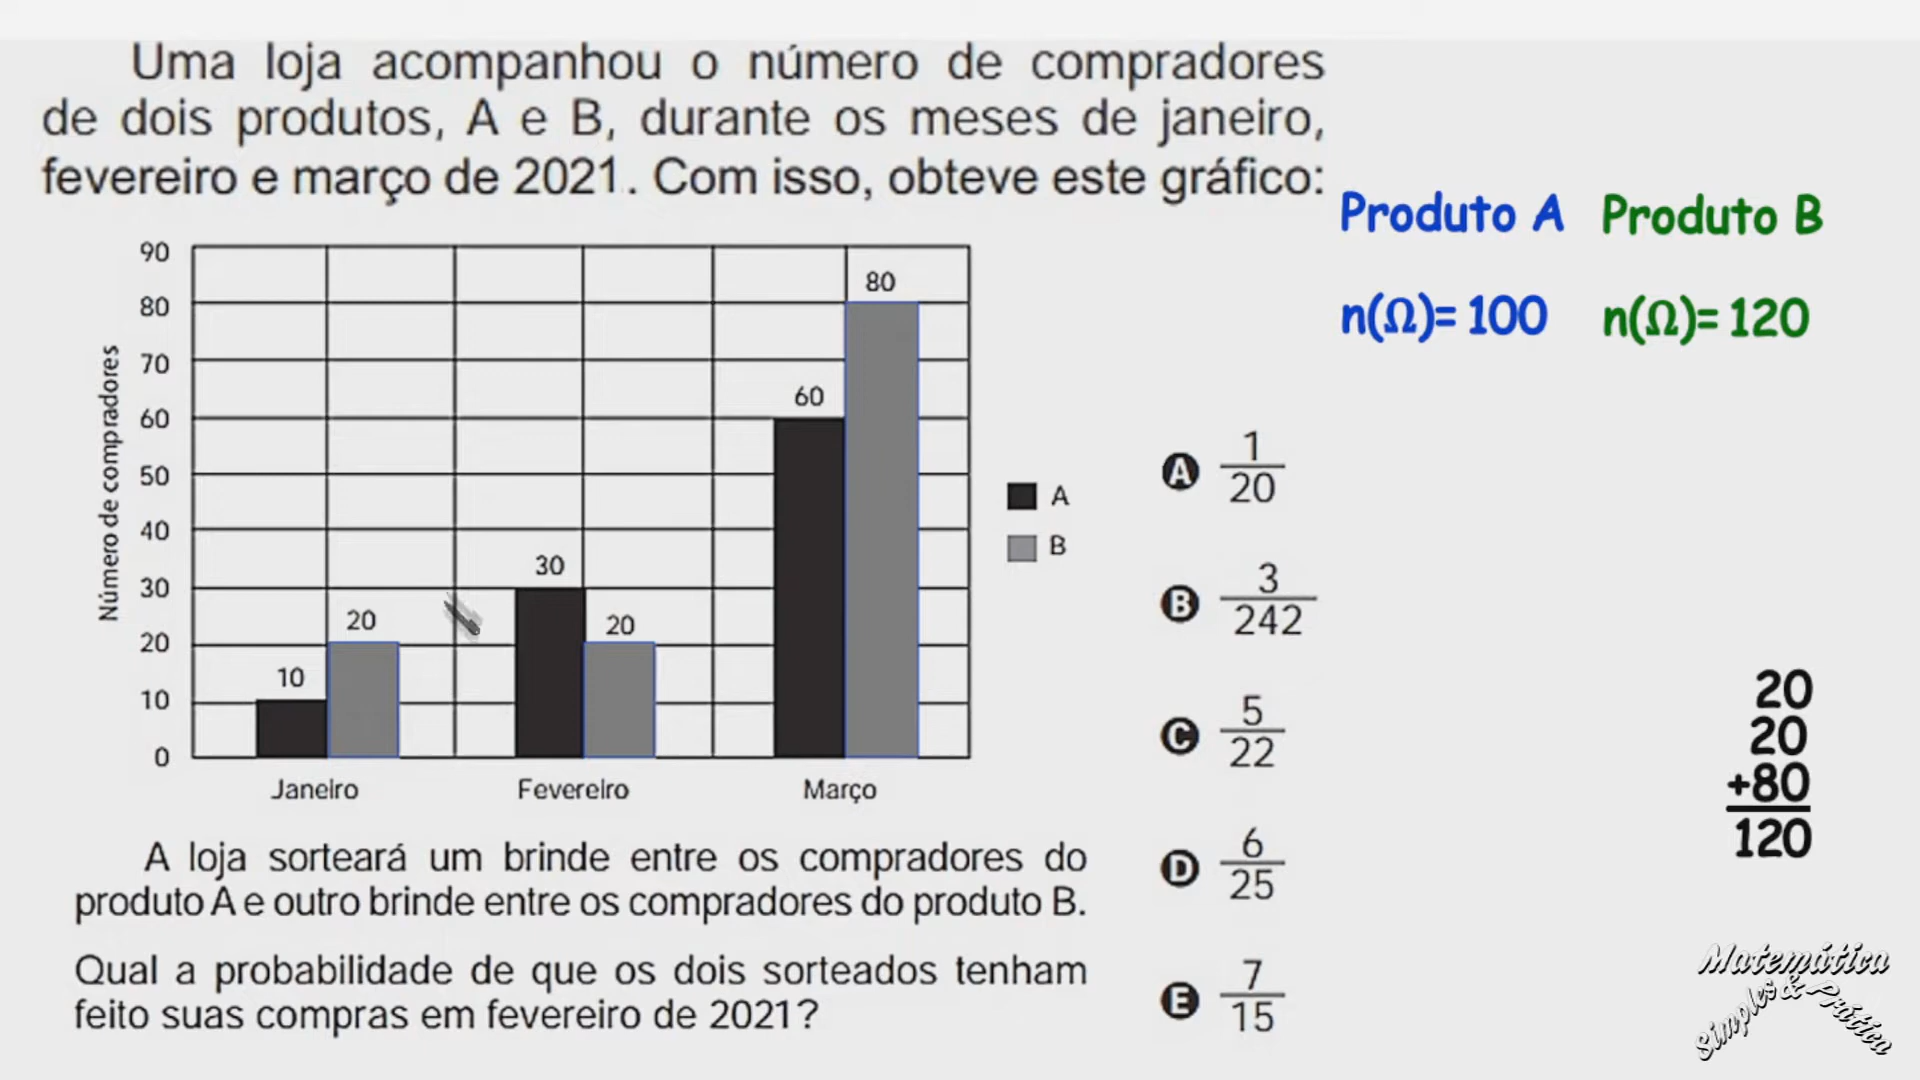 Uma loja acompanhou o número de compradores
de dois produtos, A e B, durante os meses de janeiro,
fevereiro e março de 2021. Com isso, obteve este gráfico:
Produto A Produto B
n(Ω)= 100 n(Ω)= 120
Número de compradores
90
80
70
60
50
40
30
20
10
0
10
20
30
20
60
80
Janeiro Fevereiro Março
A
B
A loja sorteará um brinde entre os compradores do
produto A e outro brinde entre os compradores do produto B.
Qual a probabilidade de que os dois sorteados tenham
feito suas compras em fevereiro de 2021?
A 1/20
B 3/242
C 5/22
D 6/25
E 7/15
20
20
+80
120
Matemática
Simples & Prática